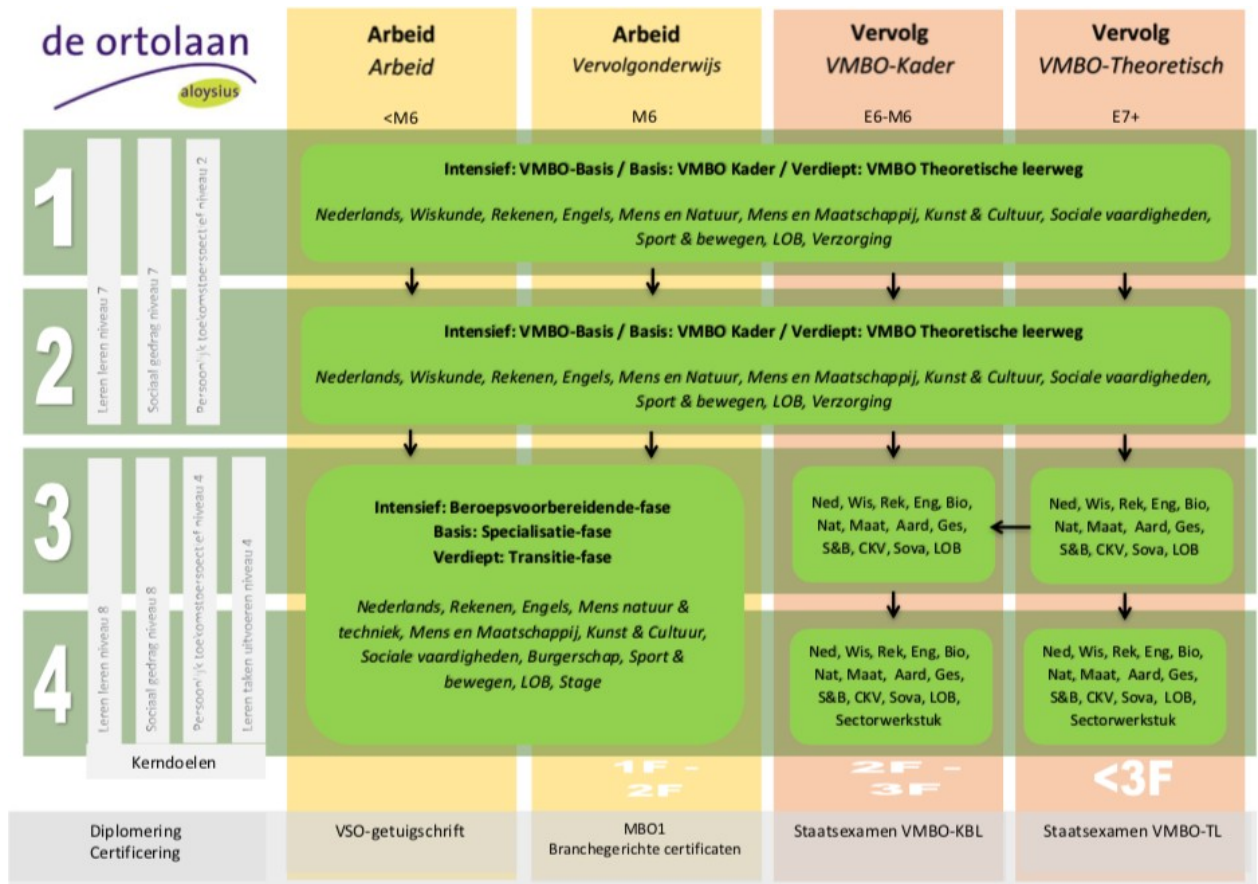 de ortolaan
aloysius
Arbeid
Arbeid
<M6
Arbeid
Vervolgonderwijs
M6
Vervolg
VMBO-Kader
E6-M6
Vervolg
VMBO-Theoretisch
E7+
1
2
Leren leren niveau 7
Sociaal gedrag niveau 7
Persoonlijk toekomstperspectief niveau 2
Intensief: VMBO-Basis / Basis: VMBO Kader / Verdiept: VMBO Theoretische leerweg
Nederlands, Wiskunde, Rekenen, Engels, Mens en Natuur, Mens en Maatschappij, Kunst & Cultuur, Sociale vaardigheden,
Sport & bewegen, LOB, Verzorging
Intensief: VMBO-Basis / Basis: VMBO Kader / Verdiept: VMBO Theoretische leerweg
Nederlands, Wiskunde, Rekenen, Engels, Mens en Natuur, Mens en Maatschappij, Kunst & Cultuur, Sociale vaardigheden,
Sport & bewegen, LOB, Verzorging
3
4
Leren leren niveau 8
Sociaal gedrag niveau 8
Persoonlijk toekomstperspectief niveau 4
Leren taken uitvoeren niveau 4
Kerndoelen
Intensief: Beroepsvoorbereidende-fase
Basis: Specialisatie-fase
Verdiept: Transitie-fase
Nederlands, Rekenen, Engels, Mens natuur &
techniek, Mens en Maatschappij, Kunst & Cultuur,
Sociale vaardigheden, Burgerschap, Sport &
bewegen, LOB, Stage
Ned, Wis, Rek, Eng, Bio,
Nat, Maat, Aard, Ges,
S&B, CKV, Sova, LOB
Ned, Wis, Rek, Eng, Bio,
Nat, Maat, Aard, Ges,
S&B, CKV, Sova, LOB
Ned, Wis, Rek, Eng, Bio,
Nat, Maat, Aard, Ges,
S&B, CKV, Sova, LOB,
Sectorwerkstuk
Ned, Wis, Rek, Eng, Bio,
Nat, Maat, Aard, Ges,
S&B, CKV, Sova, LOB,
Sectorwerkstuk
1F -
2F
2F -
3F
<3F
Diplomering
Certificering
VSO-getuigschrift
MBO1
Branchegerichte certificaten
Staatsexamen VMBO-KBL
Staatsexamen VMBO-TL